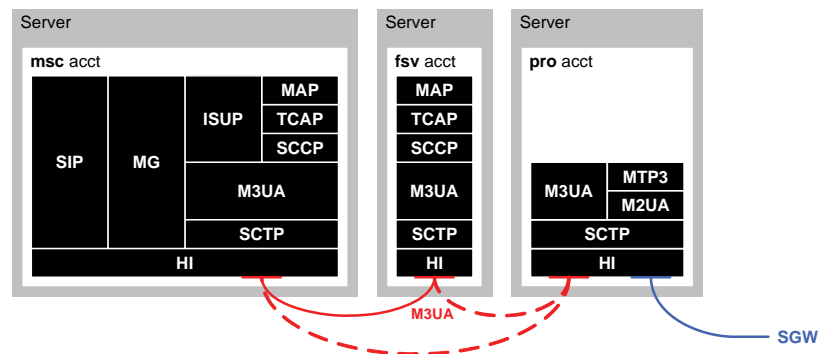 Server
msc acct
SIP
MG
ISUP
MAP
TCAP
SCCP
M3UA
SCTP
HI
Server
fsv acct
MAP
TCAP
SCCP
M3UA
SCTP
HI
Server
pro acct
M3UA
MTP3
M2UA
SCTP
HI
M3UA
SGW